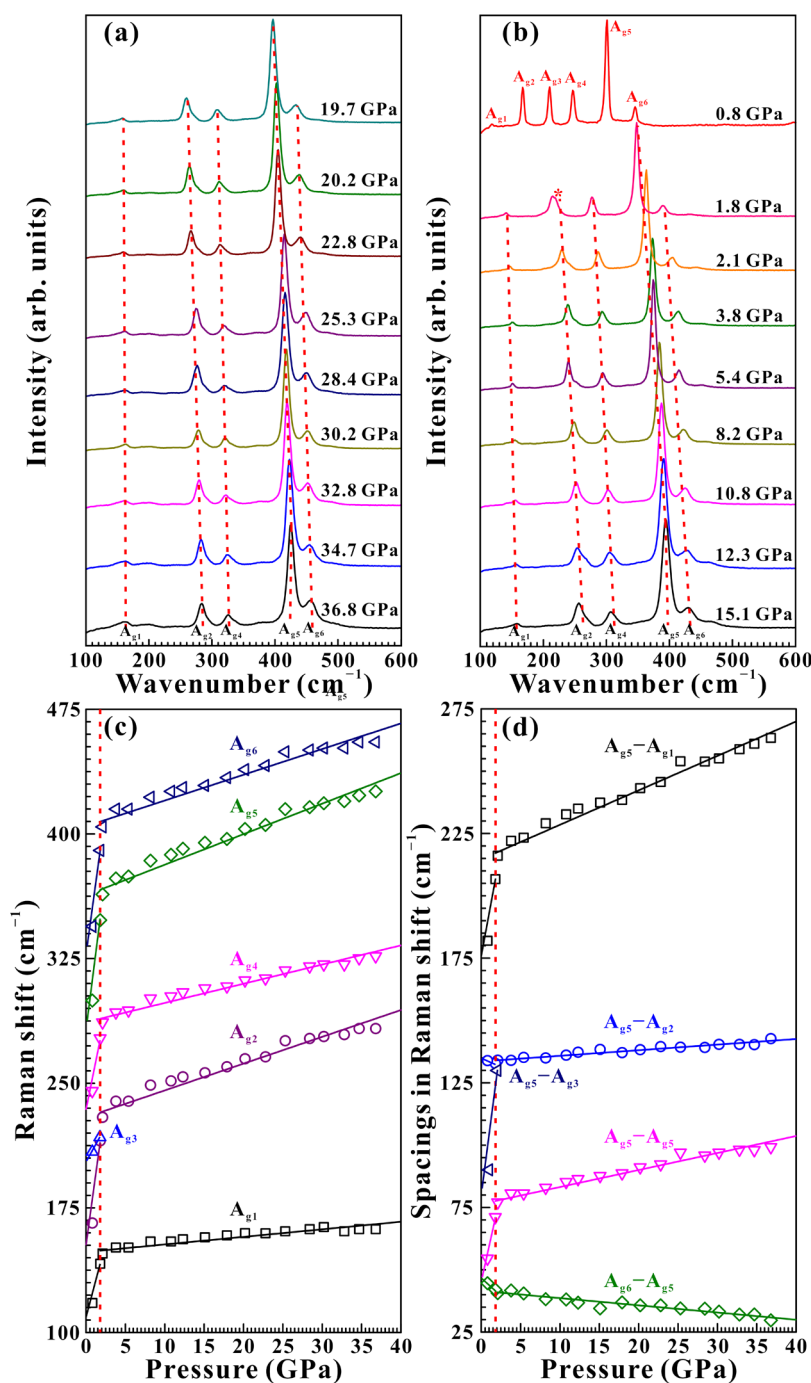 (a)
19.7 GPa
20.2 GPa
22.8 GPa
25.3 GPa
28.4 GPa
30.2 GPa
32.8 GPa
34.7 GPa
36.8 GPa
Ag1 Ag2 Ag4 Ag5 Ag6
100 200 300 400 500 600
Wavenumber (cm⁻¹)
Intensity (arb. units)
(b)
Ag5
Ag2 Ag3 Ag4
Ag6
Ag1
0.8 GPa
*
1.8 GPa
2.1 GPa
3.8 GPa
5.4 GPa
8.2 GPa
10.8 GPa
12.3 GPa
15.1 GPa
Ag1 Ag2 Ag4 Ag5 Ag6
100 200 300 400 500 600
Wavenumber (cm⁻¹)
Intensity (arb. units)
Ag5
(c)
475
400
325
250
175
100
Ag6
Ag5
Ag4
Ag2
Ag3
Ag1
0 5 10 15 20 25 30 35 40
Pressure (GPa)
Raman shift (cm⁻¹)
(d)
275
225
175
125
75
25
Ag5−Ag1
Ag5−Ag2
Ag5−Ag3
Ag5−Ag5
Ag6−Ag5
0 5 10 15 20 25 30 35 40
Pressure (GPa)
Spacings in Raman shift (cm⁻¹)